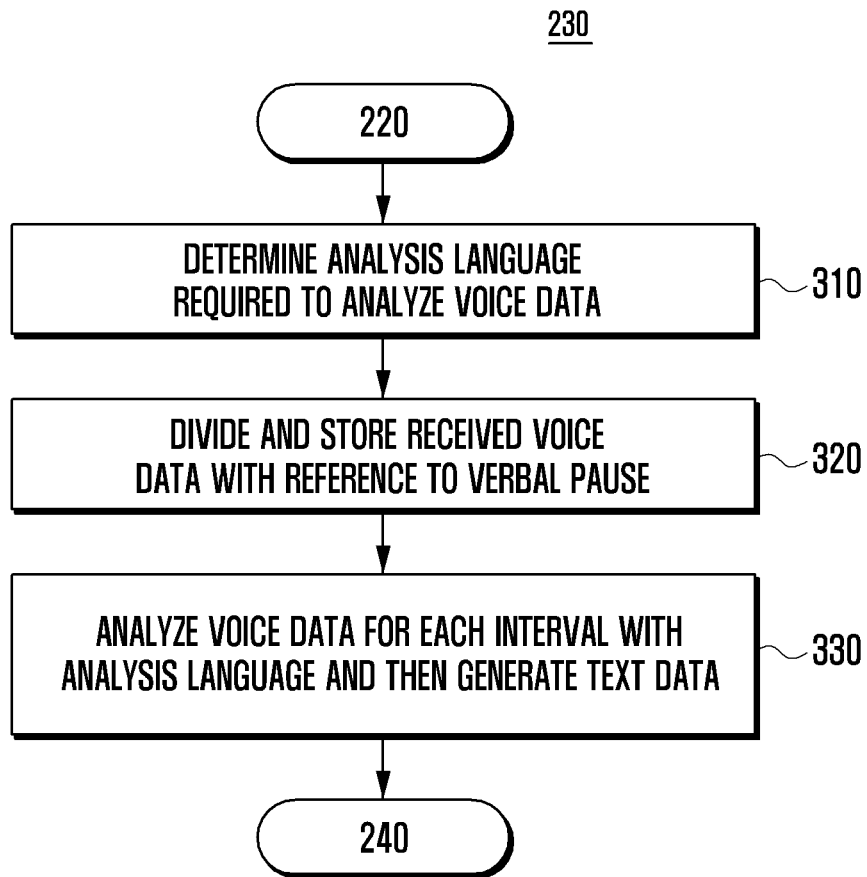 230
220
DETERMINE ANALYSIS LANGUAGE
REQUIRED TO ANALYZE VOICE DATA
310
DIVIDE AND STORE RECEIVED VOICE
DATA WITH REFERENCE TO VERBAL PAUSE
320
ANALYZE VOICE DATA FOR EACH INTERVAL WITH
ANALYSIS LANGUAGE AND THEN GENERATE TEXT DATA
330
240